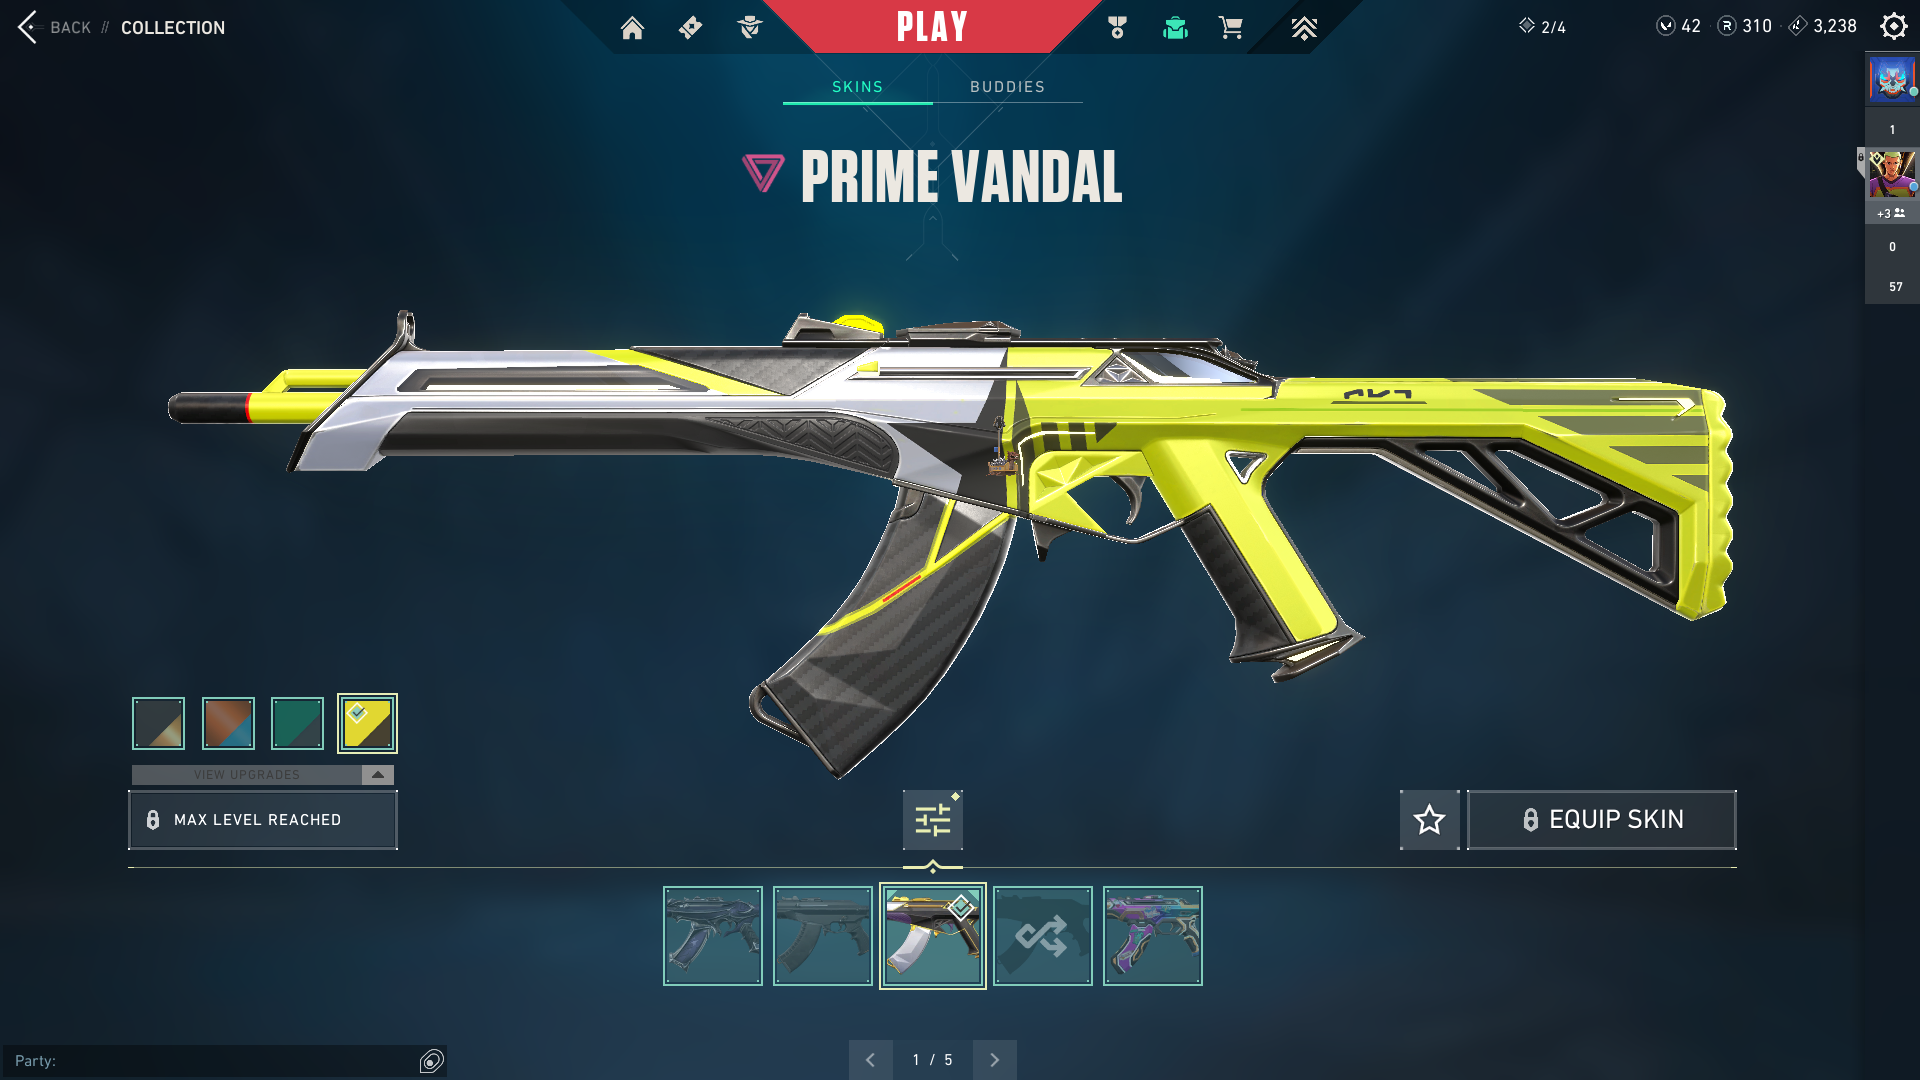 BACK // COLLECTION
PLAY
2/4
42
310
3,238
SKINS
BUDDIES
PRIME VANDAL
1
+3
0
57
VIEW UPGRADES
MAX LEVEL REACHED
EQUIP SKIN
Party:
1 / 5